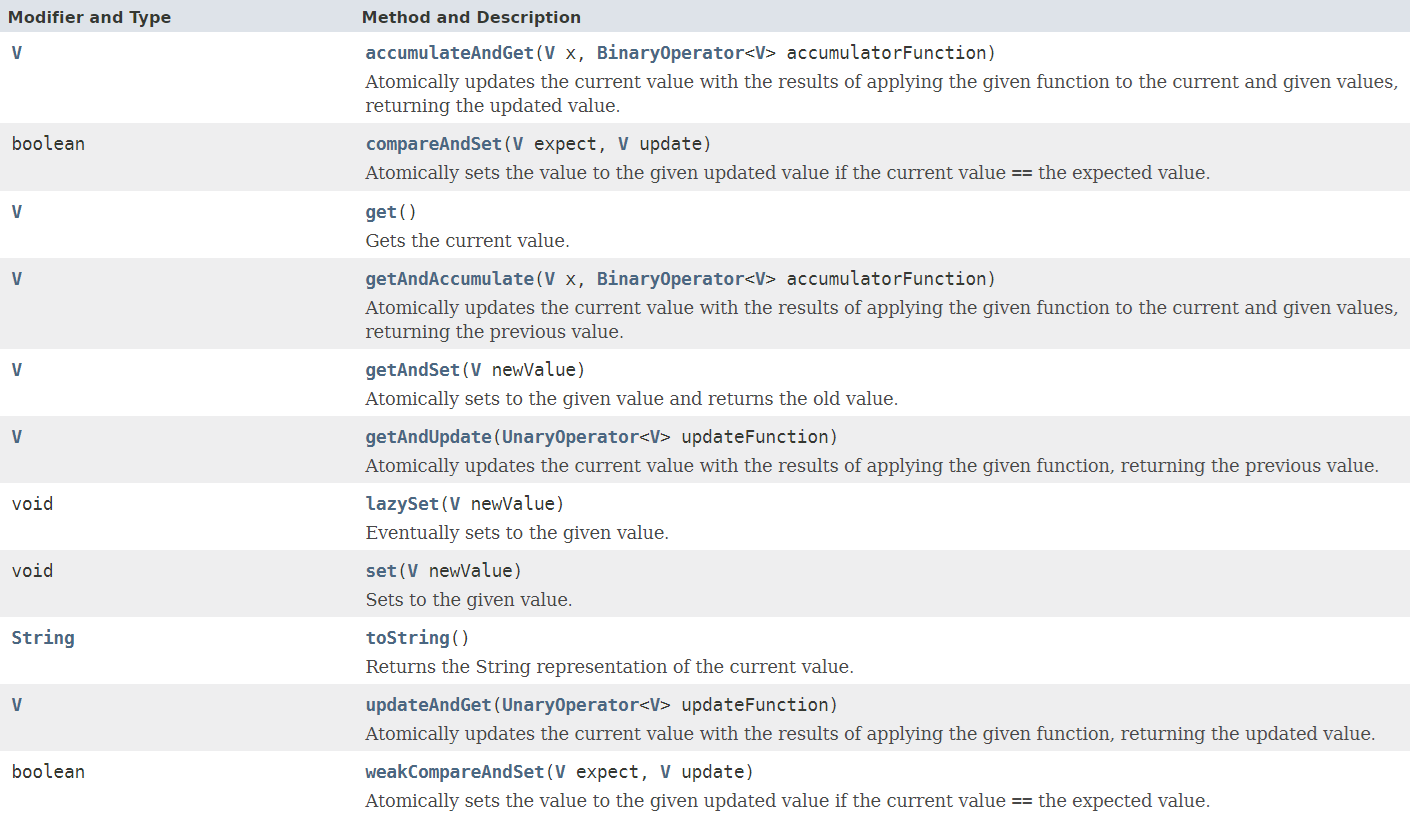 Modifier and Type Method and Description
V accumulateAndGet(V x, BinaryOperator<V> accumulatorFunction)
Atomically updates the current value with the results of applying the given function to the current and given values,
returning the updated value.
boolean compareAndSet(V expect, V update)
Atomically sets the value to the given updated value if the current value == the expected value.
V get()
Gets the current value.
V getAndAccumulate(V x, BinaryOperator<V> accumulatorFunction)
Atomically updates the current value with the results of applying the given function to the current and given values,
returning the previous value.
V getAndSet(V newValue)
Atomically sets to the given value and returns the old value.
V getAndUpdate(UnaryOperator<V> updateFunction)
Atomically updates the current value with the results of applying the given function, returning the previous value.
void lazySet(V newValue)
Eventually sets to the given value.
void set(V newValue)
Sets to the given value.
String toString()
Returns the String representation of the current value.
V updateAndGet(UnaryOperator<V> updateFunction)
Atomically updates the current value with the results of applying the given function, returning the updated value.
boolean weakCompareAndSet(V expect, V update)
Atomically sets the value to the given updated value if the current value == the expected value.